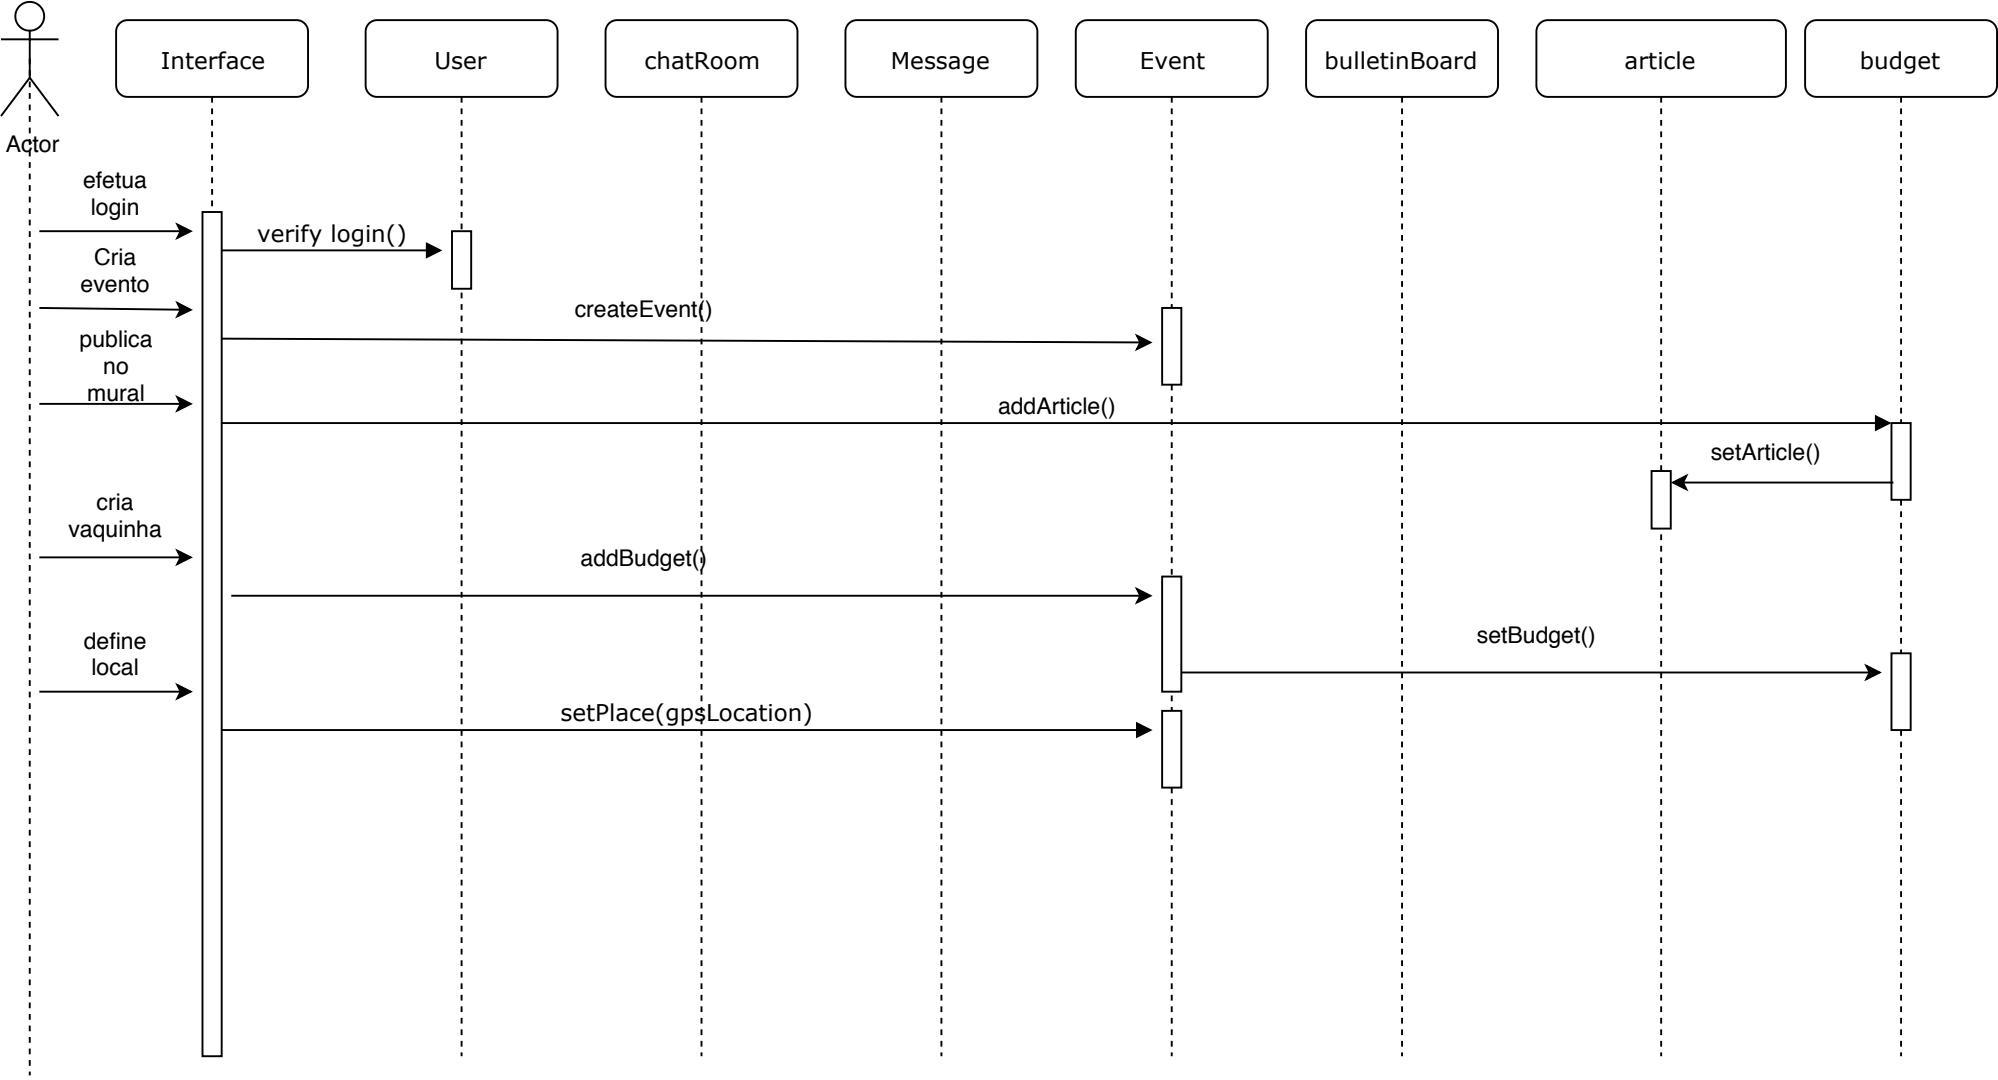 Interface
User
chatRoom
Message
Event
bulletinBoard
article
budget
Actor
efetua
login
verify login()
Cria
evento
createEvent()
publica
no
mural
addArticle()
setArticle()
cria
vaquinha
addBudget()
define
local
setBudget()
setPlace(gpsLocation)